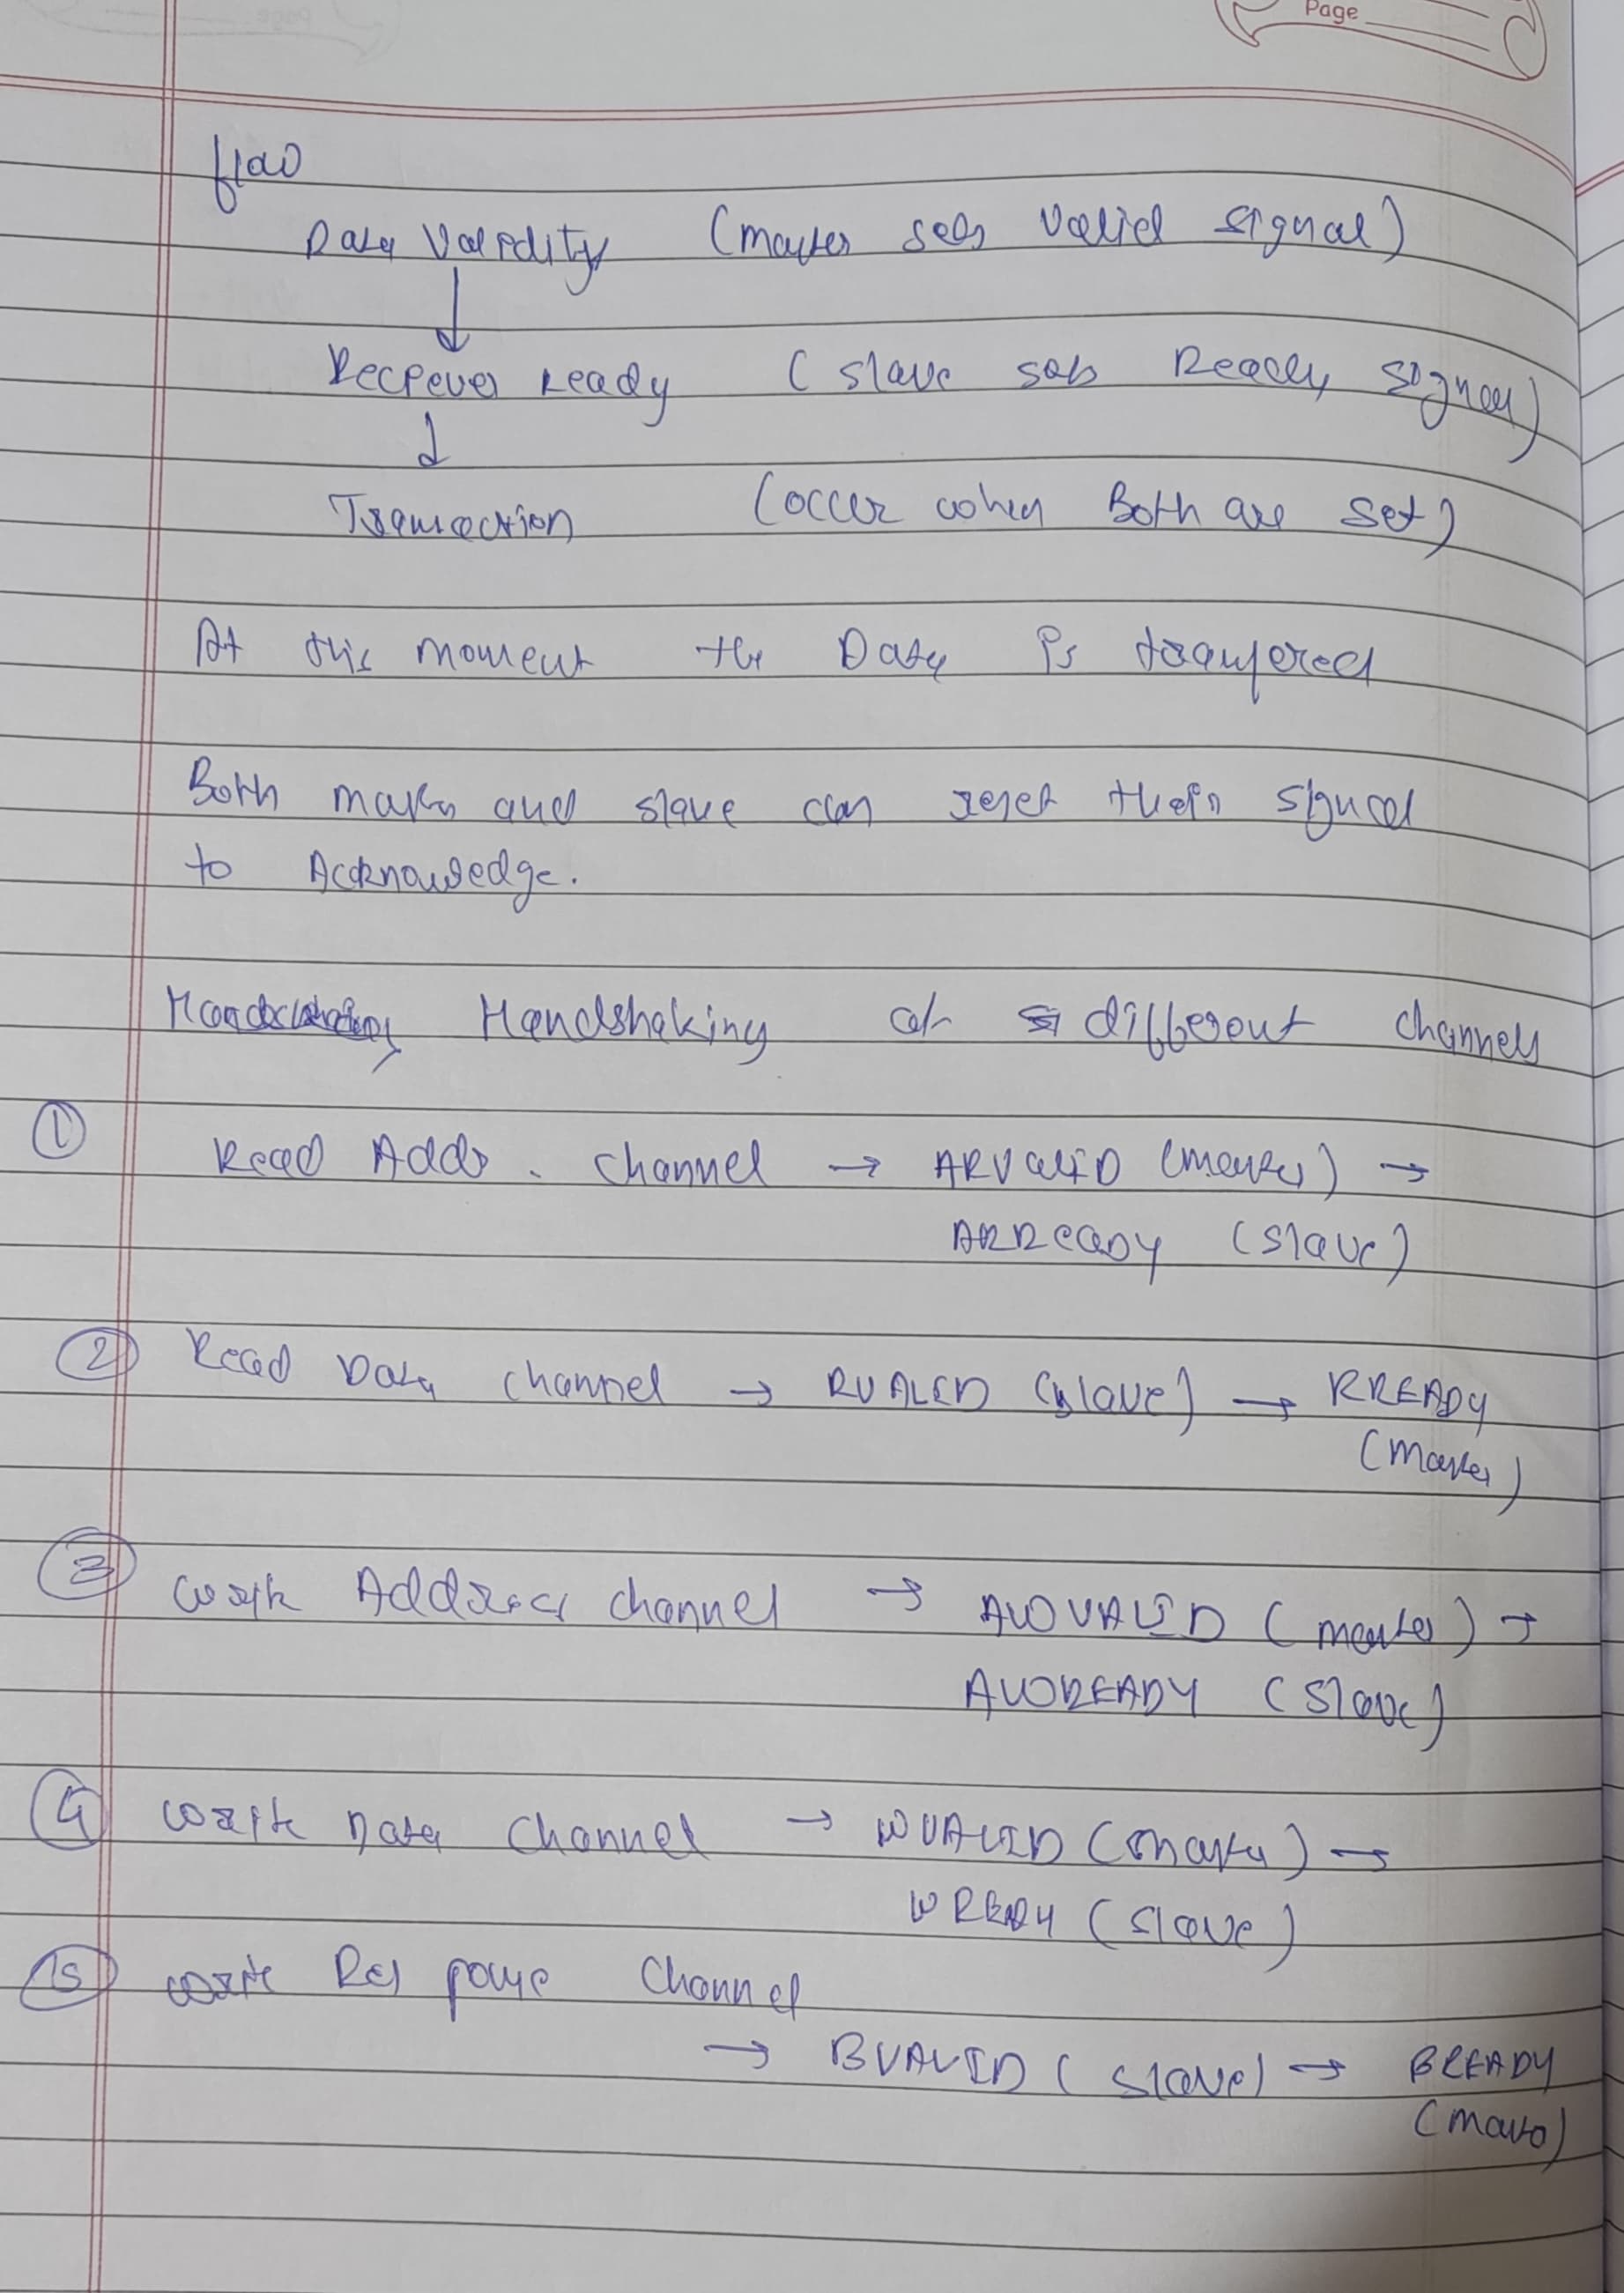 Page
flow
Data Validity (master sets valid signal)
↓
Reciever Ready (slave sets Ready signal)
↓
Transaction (occur when Both are set)
At this moment the Data is transfered
Both master and slave can reset their signal
to Acknowledge.
Handshaking Handshaking at different channels
① Read Addr. channel → ARVALID (master) →
ARREADY (slave)
② Read Data channel → RVALID (slave) → RREADY
(master)
③ write Address channel → AWVALID (master) →
AWREADY (slave)
④ write Data channel → WVALID (master) →
WREADY (slave)
⑤ write Response Channel
→ BVALID (slave) → BREADY
(master)